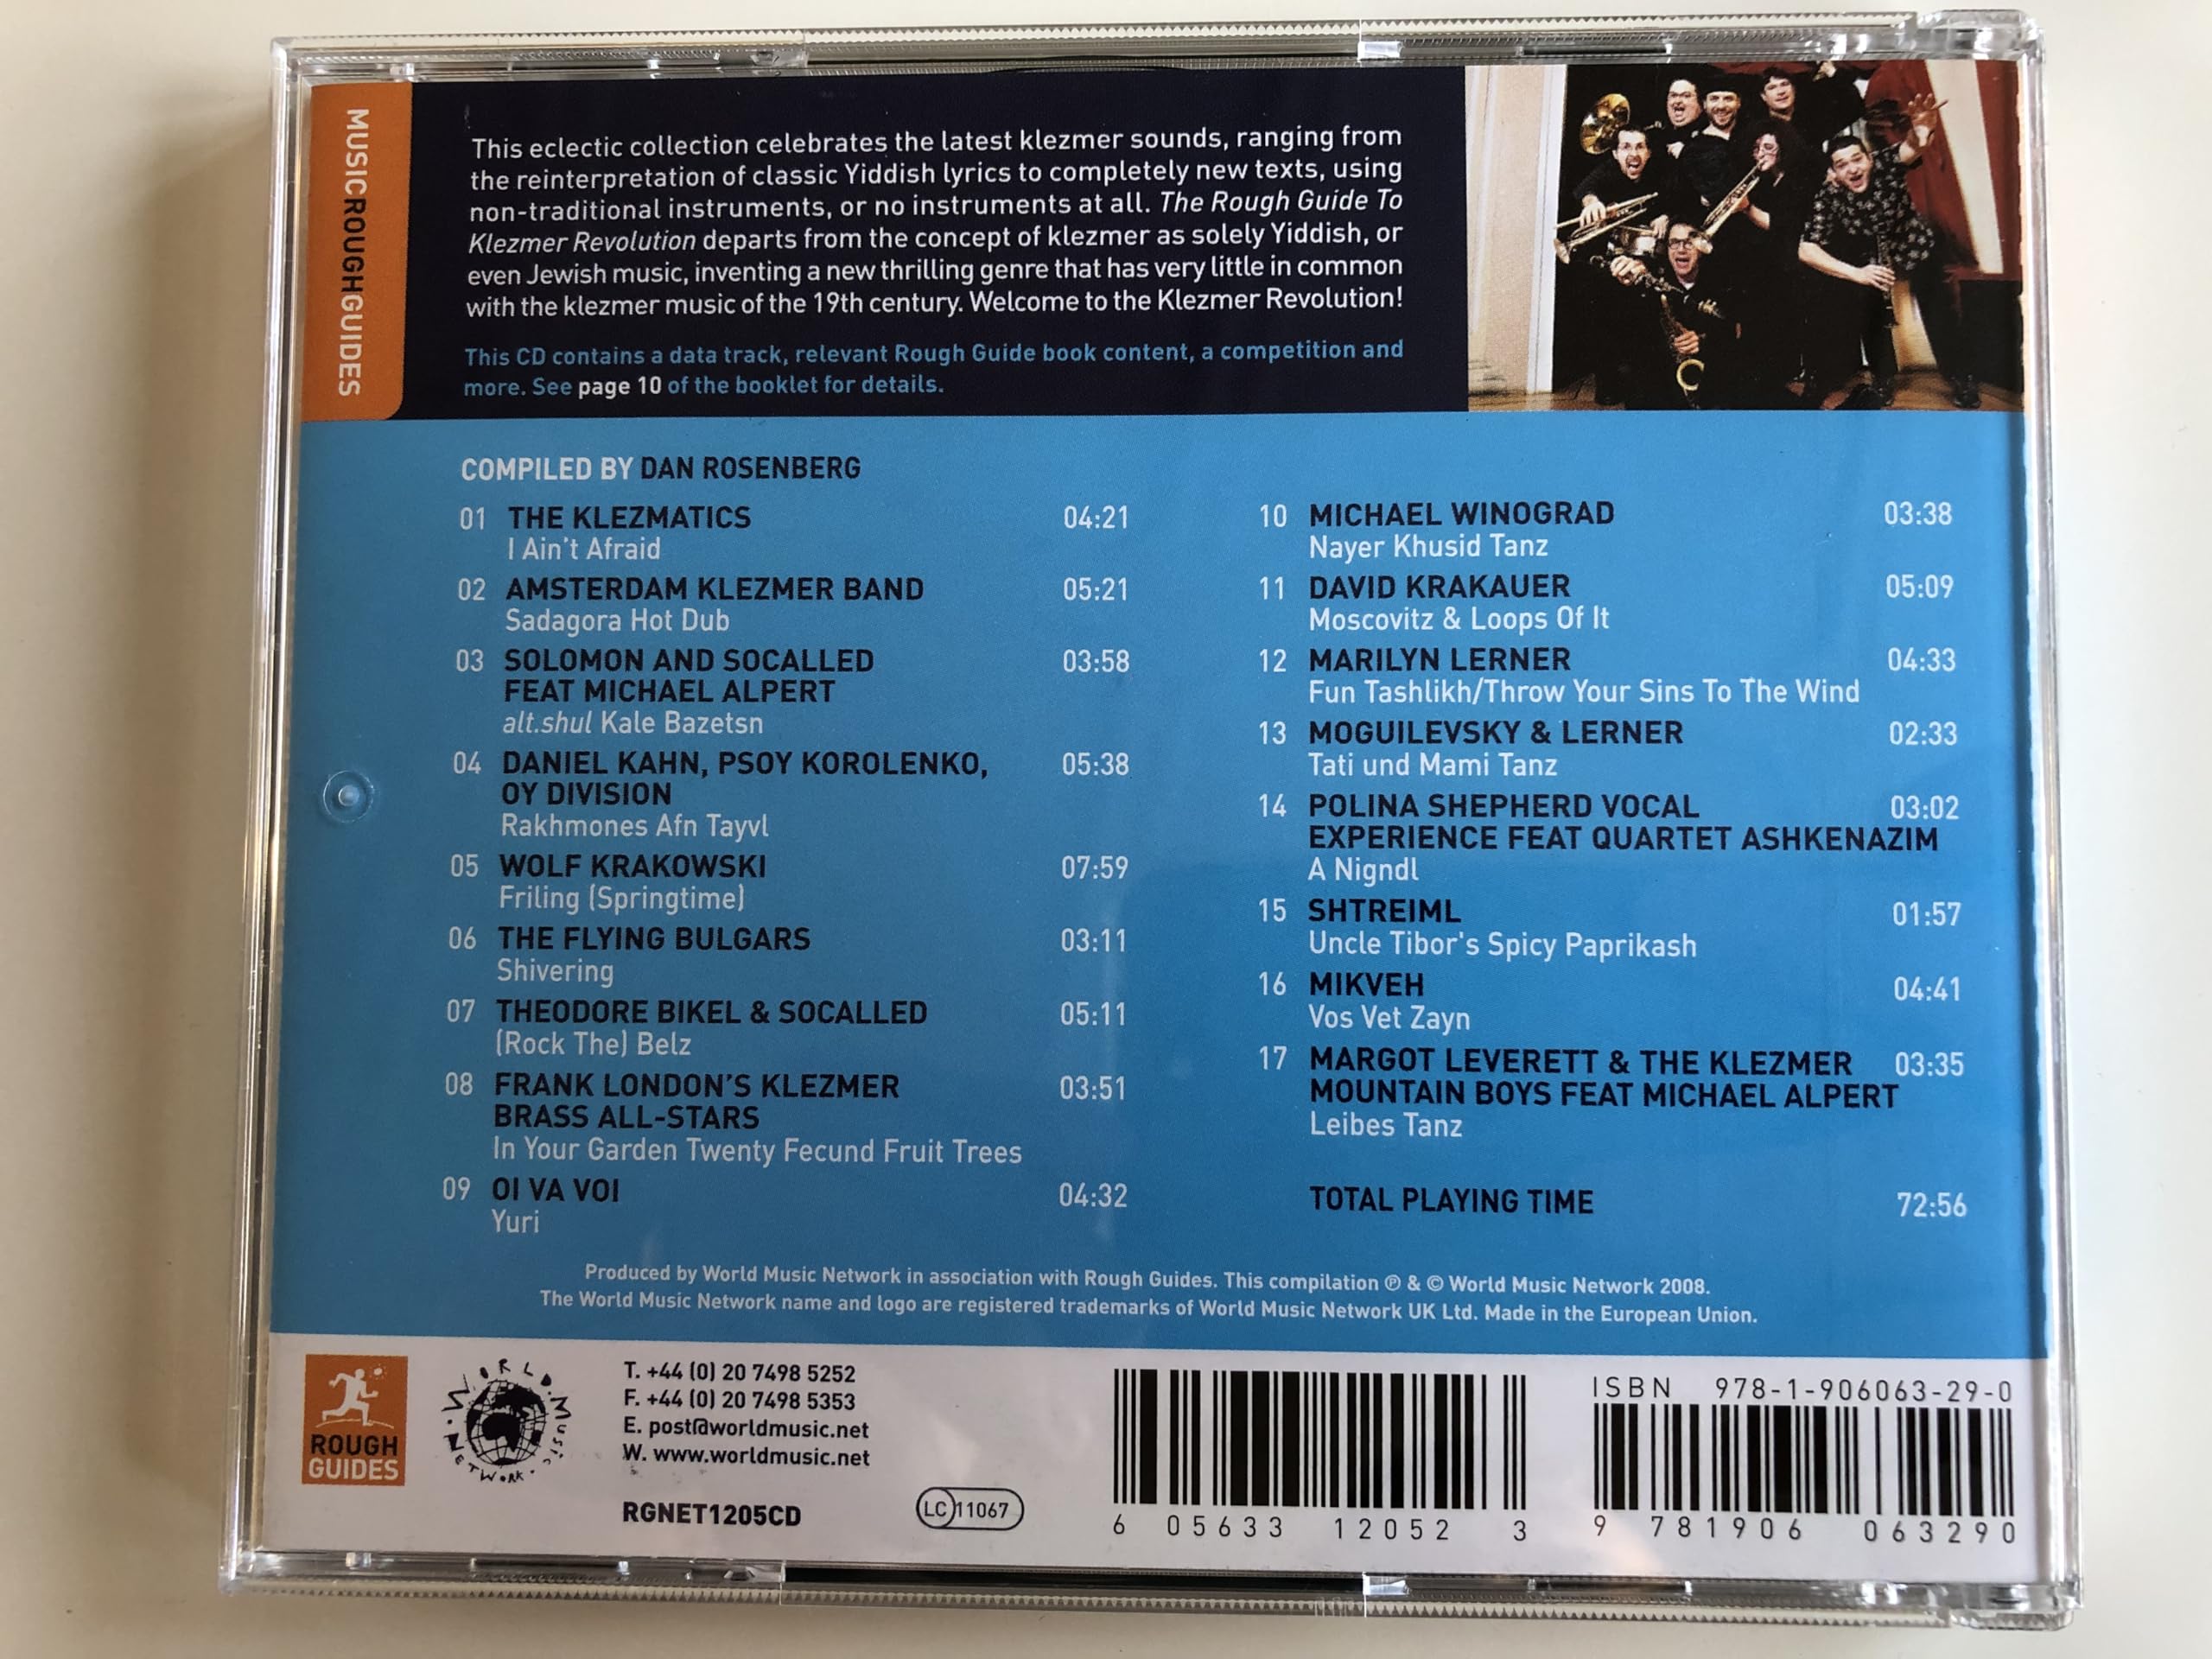 MUSICROUGHGUIDES
This eclectic collection celebrates the latest klezmer sounds, ranging from
the reinterpretation of classic Yiddish lyrics to completely new texts, using
non-traditional instruments, or no instruments at all. The Rough Guide To
Klezmer Revolution departs from the concept of klezmer as solely Yiddish, or
even Jewish music, inventing a new thrilling genre that has very little in common
with the klezmer music of the 19th century. Welcome to the Klezmer Revolution!
This CD contains a data track, relevant Rough Guide book content, a competition and
more. See page 10 of the booklet for details.
COMPILED BY DAN ROSENBERG
01 THE KLEZMATICS 04:21
I Ain't Afraid
02 AMSTERDAM KLEZMER BAND 05:21
Sadagora Hot Dub
03 SOLOMON AND SOCALLED 03:58
FEAT MICHAEL ALPERT
alt.shul Kale Bazetsn
04 DANIEL KAHN, PSOY KOROLENKO, 05:38
OY DIVISION
Rakhmones Afn Tayvl
05 WOLF KRAKOWSKI 07:59
Friling (Springtime)
06 THE FLYING BULGARS 03:11
Shivering
07 THEODORE BIKEL & SOCALLED 05:11
(Rock The) Belz
08 FRANK LONDON'S KLEZMER 03:51
BRASS ALL-STARS
In Your Garden Twenty Fecund Fruit Trees
09 OI VA VOI 04:32
Yuri
10 MICHAEL WINOGRAD 03:38
Nayer Khusid Tanz
11 DAVID KRAKAUER 05:09
Moscovitz & Loops Of It
12 MARILYN LERNER 04:33
Fun Tashlikh/Throw Your Sins To The Wind
13 MOGUILEVSKY & LERNER 02:33
Tati und Mami Tanz
14 POLINA SHEPHERD VOCAL 03:02
EXPERIENCE FEAT QUARTET ASHKENAZIM
A Nigndl
15 SHTREIML 01:57
Uncle Tibor's Spicy Paprikash
16 MIKVEH 04:41
Vos Vet Zayn
17 MARGOT LEVERETT & THE KLEZMER 03:35
MOUNTAIN BOYS FEAT MICHAEL ALPERT
Leibes Tanz
TOTAL PLAYING TIME 72:56
Produced by World Music Network in association with Rough Guides. This compilation ℗ & © World Music Network 2008.
The World Music Network name and logo are registered trademarks of World Music Network UK Ltd. Made in the European Union.
ROUGH
GUIDES
WORLD.MUSIC.NETWORK.
T. +44 (0) 20 7498 5252
F. +44 (0) 20 7498 5353
E. post@worldmusic.net
W. www.worldmusic.net
RGNET1205CD
LC 11067
6 05633 12052 3
ISBN 978-1-906063-29-0
9 781906 063290